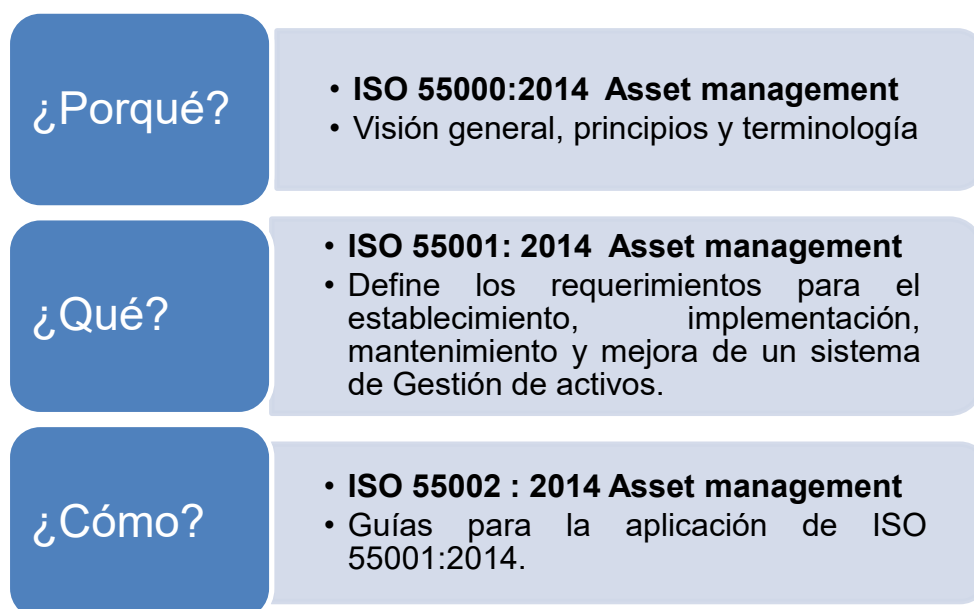 ¿Porqué?
• ISO 55000:2014 Asset management
• Visión general, principios y terminología
¿Qué?
• ISO 55001: 2014 Asset management
• Define los requerimientos para el
establecimiento, implementación,
mantenimiento y mejora de un sistema
de Gestión de activos.
¿Cómo?
• ISO 55002 : 2014 Asset management
• Guías para la aplicación de ISO
55001:2014.